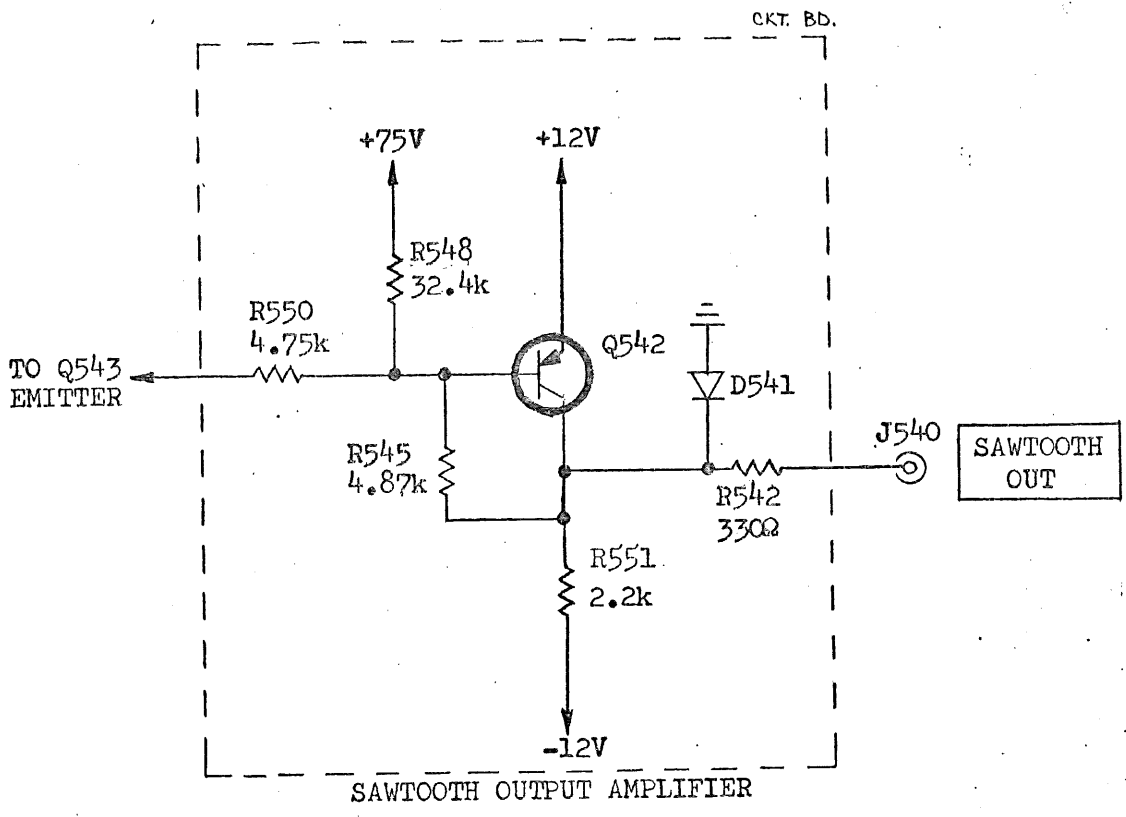 CKT. BD.
+75V
+12V
R548
32.4k
R550
4.75k
Q542
TO Q543
EMITTER
D541
J540
SAWTOOTH
OUT
R545
4.87k
R542
330Ω
R551
2.2k
-12V
SAWTOOTH OUTPUT AMPLIFIER